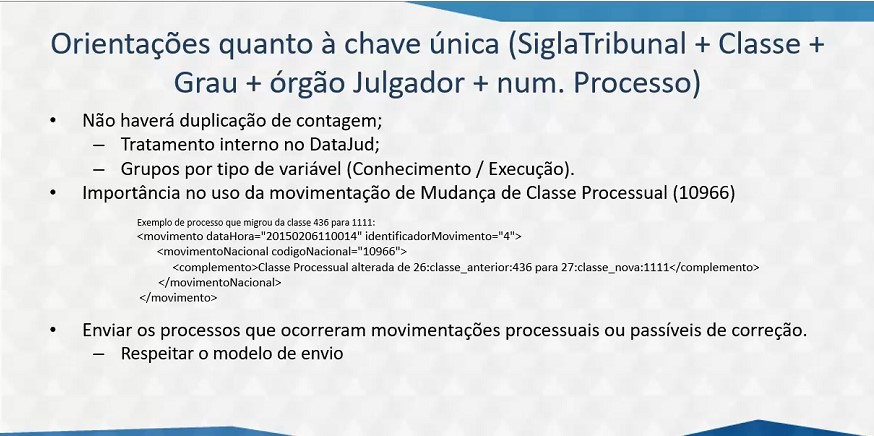 Orientações quanto à chave única (SiglaTribunal + Classe +
Grau + órgão Julgador + num. Processo)
• Não haverá duplicação de contagem;
– Tratamento interno no DataJud;
– Grupos por tipo de variável (Conhecimento / Execução).
• Importância no uso da movimentação de Mudança de Classe Processual (10966)
Exemplo de processo que migrou da classe 436 para 1111:
<movimento dataHora="20150206110014" identificadorMovimento="4">
<movimentoNacional codigoNacional="10966">
<complemento>Classe Processual alterada de 26:classe_anterior:436 para 27:classe_nova:1111</complemento>
</movimentoNacional>
</movimento>
• Enviar os processos que ocorreram movimentações processuais ou passíveis de correção.
– Respeitar o modelo de envio